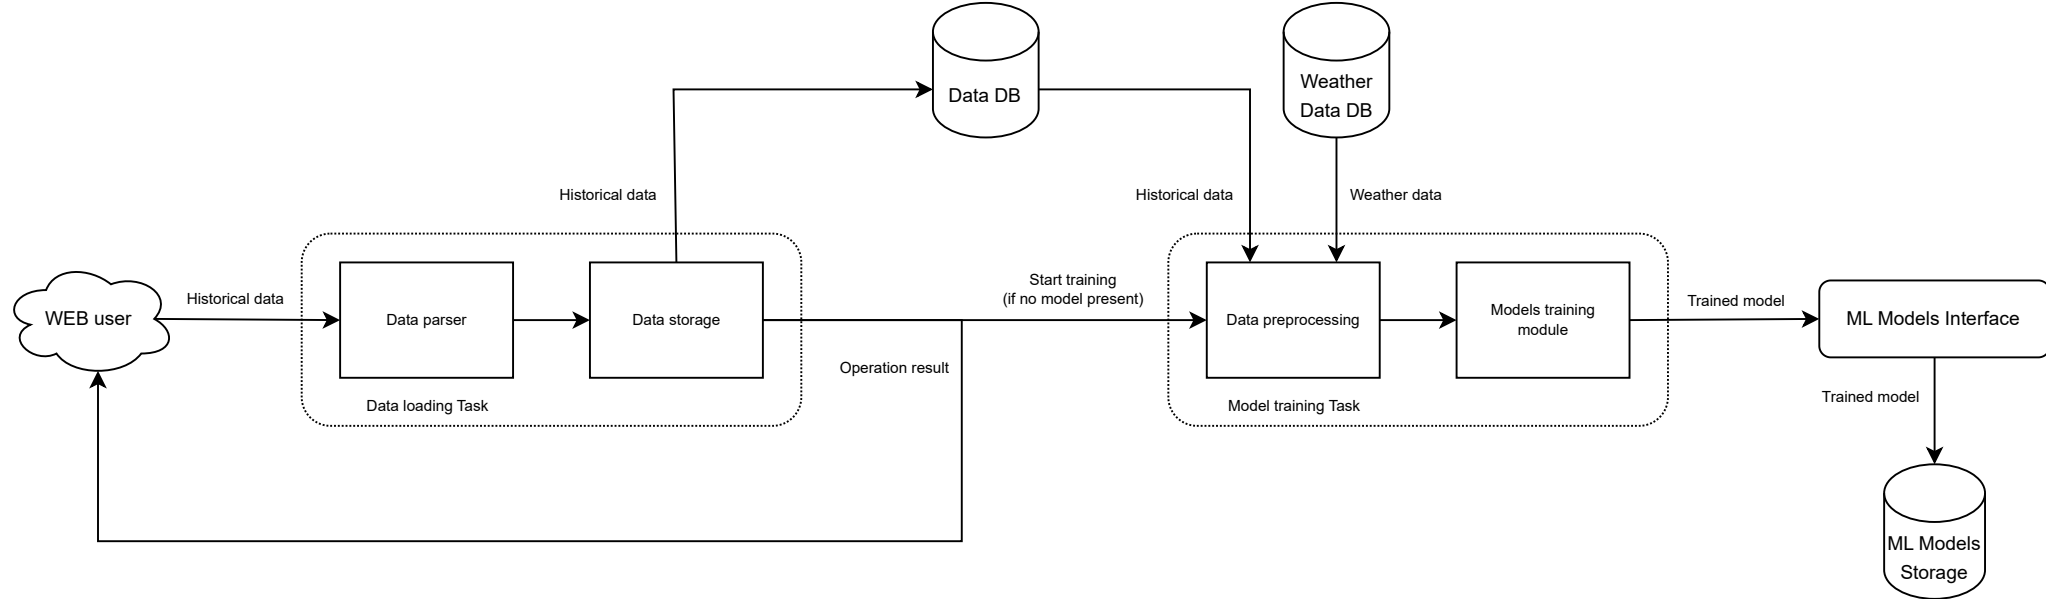 Data DB
Weather
Data DB
Historical data
Historical data
Weather data
WEB user
Historical data
Data parser
Data storage
Data loading Task
Start training
(if no model present)
Operation result
Data preprocessing
Models training
module
Model training Task
Trained model
ML Models Interface
Trained model
ML Models
Storage